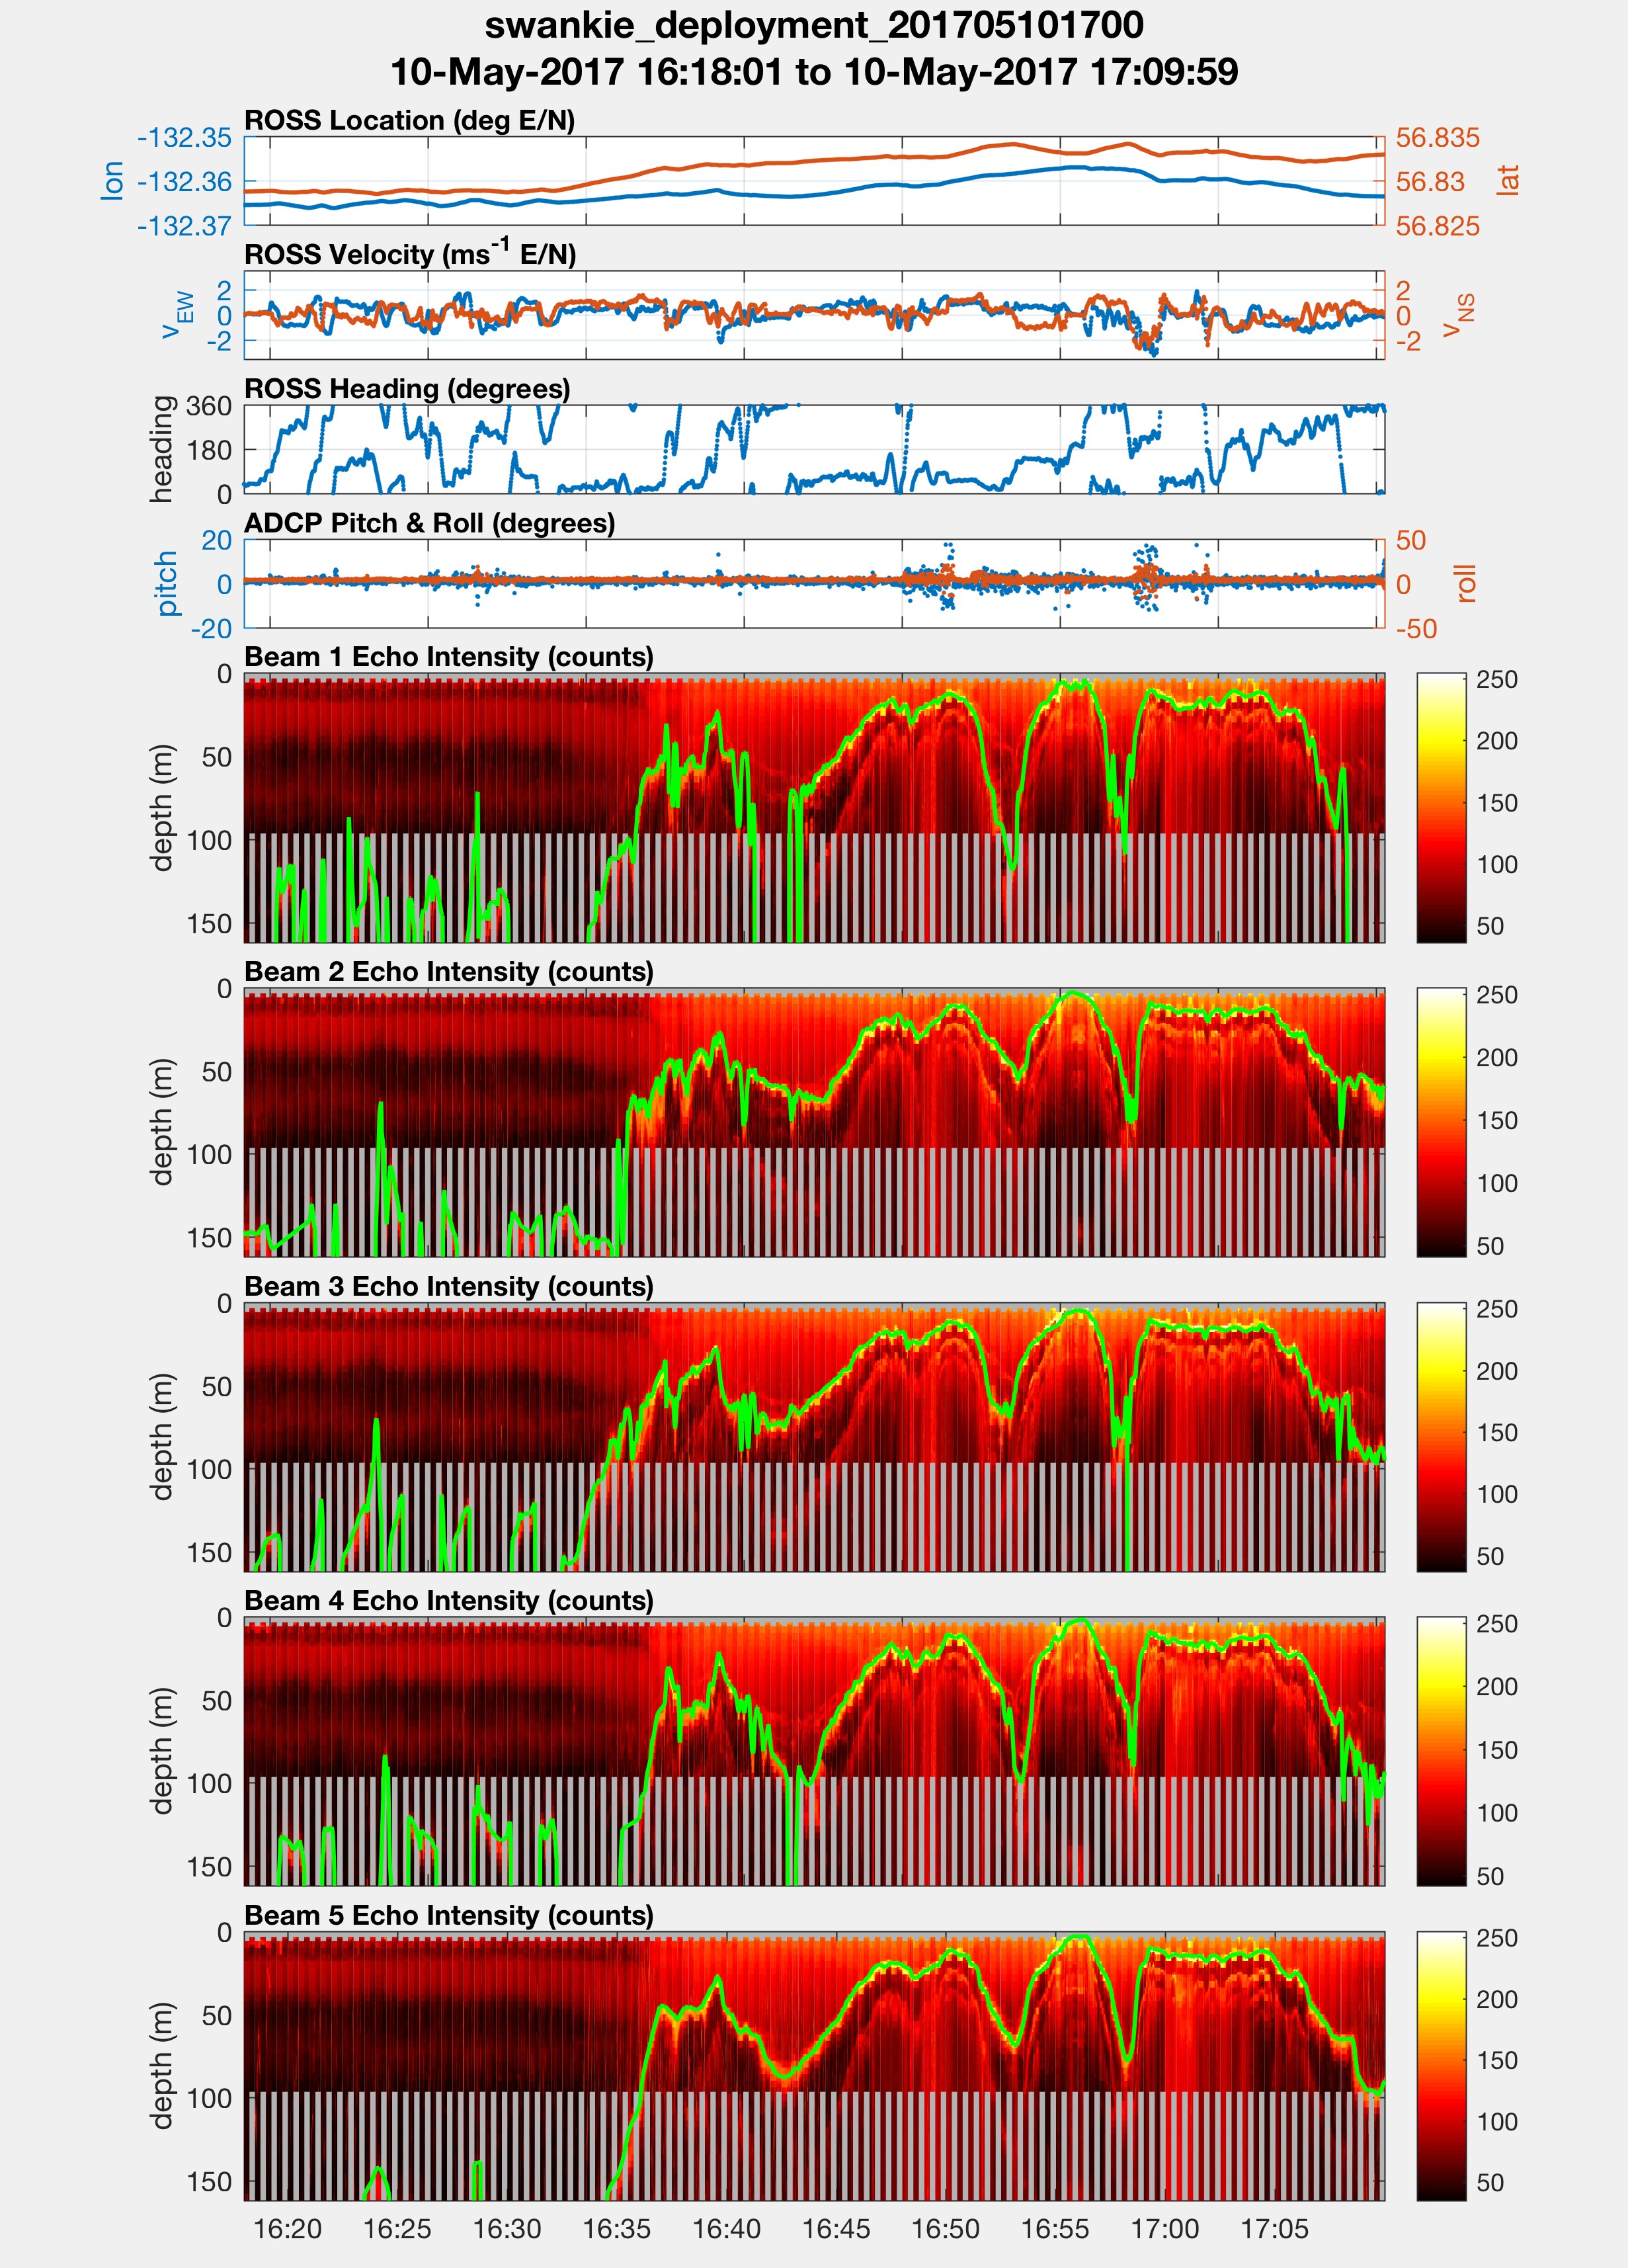 swankie_deployment_201705101700
10-May-2017 16:18:01 to 10-May-2017 17:09:59
ROSS Location (deg E/N)
-132.35
-132.36
-132.37
lon
56.835
56.83
56.825
lat
ROSS Velocity (ms-1 E/N)
2
0
-2
vEW
2
0
-2
vNS
ROSS Heading (degrees)
360
180
0
heading
ADCP Pitch & Roll (degrees)
20
0
-20
pitch
50
0
-50
roll
Beam 1 Echo Intensity (counts)
0
50
100
150
depth (m)
250
200
150
100
50
Beam 2 Echo Intensity (counts)
0
50
100
150
depth (m)
250
200
150
100
50
Beam 3 Echo Intensity (counts)
0
50
100
150
depth (m)
250
200
150
100
50
Beam 4 Echo Intensity (counts)
0
50
100
150
depth (m)
250
200
150
100
50
Beam 5 Echo Intensity (counts)
0
50
100
150
depth (m)
250
200
150
100
50
16:20 16:25 16:30 16:35 16:40 16:45 16:50 16:55 17:00 17:05